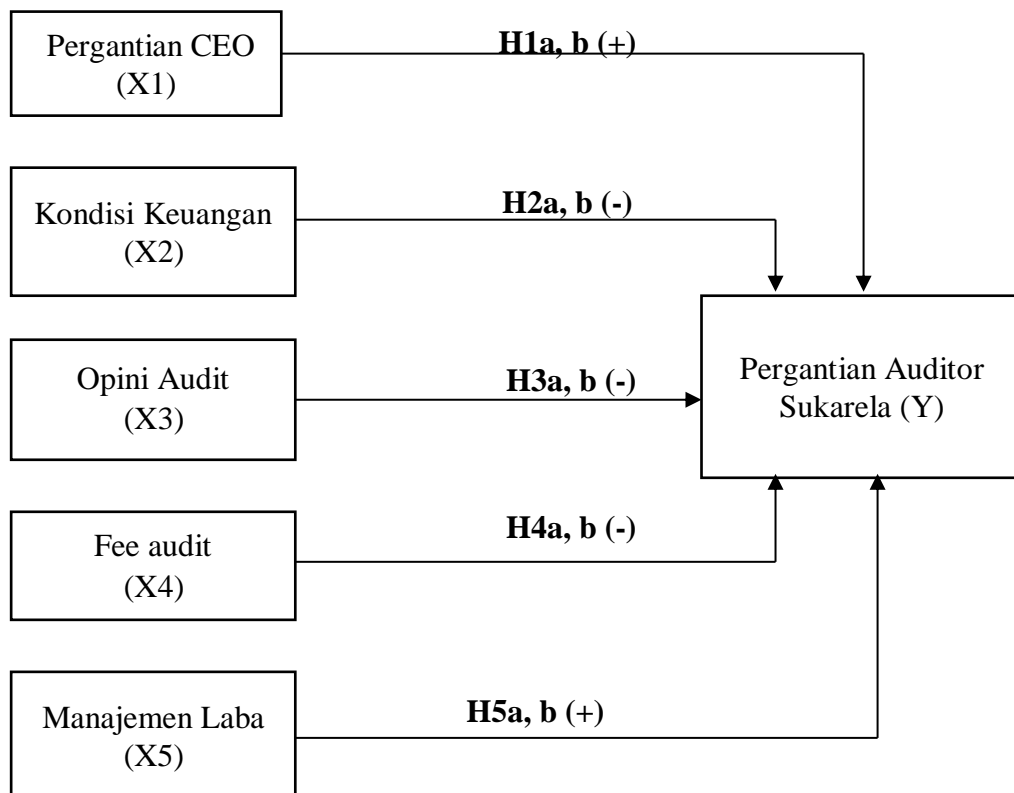 Pergantian CEO
(X1)
H1a, b (+)
Kondisi Keuangan
(X2)
H2a, b (-)
Opini Audit
(X3)
H3a, b (-)
Pergantian Auditor
Sukarela (Y)
Fee audit
(X4)
H4a, b (-)
Manajemen Laba
(X5)
H5a, b (+)